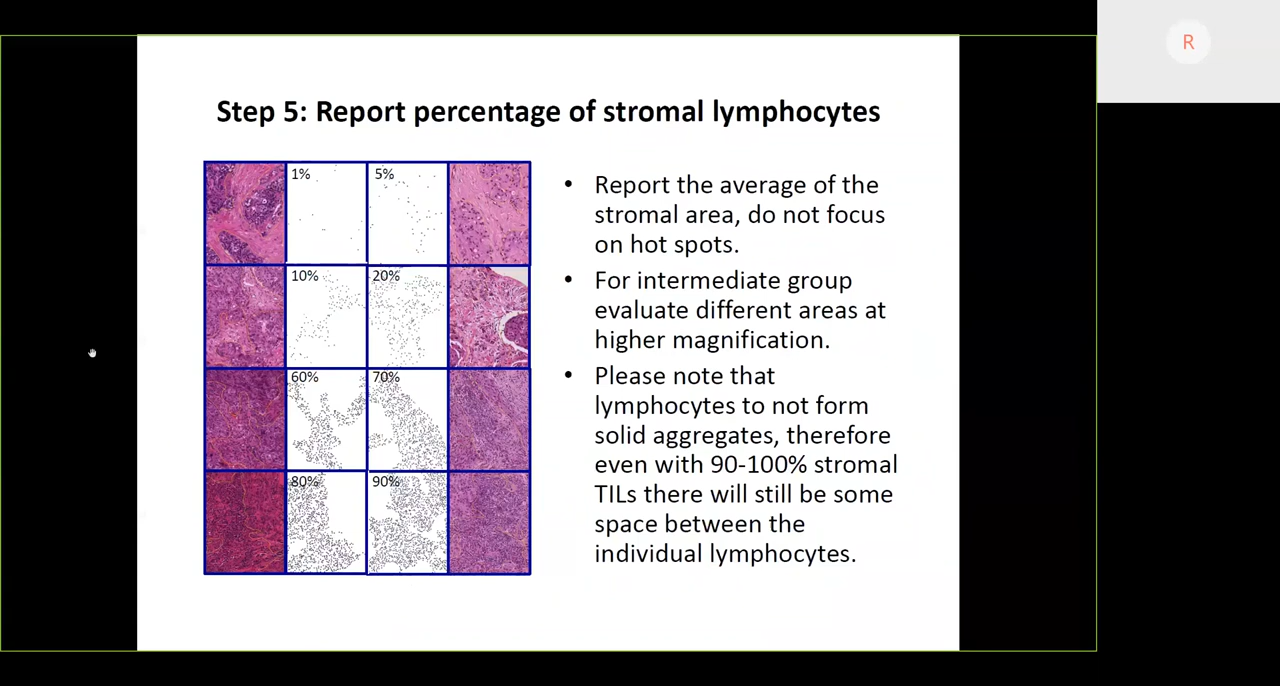 R
Step 5: Report percentage of stromal lymphocytes
1%
5%
10%
20%
60%
70%
80%
90%
• Report the average of the
stromal area, do not focus
on hot spots.
• For intermediate group
evaluate different areas at
higher magnification.
• Please note that
lymphocytes to not form
solid aggregates, therefore
even with 90-100% stromal
TILs there will still be some
space between the
individual lymphocytes.